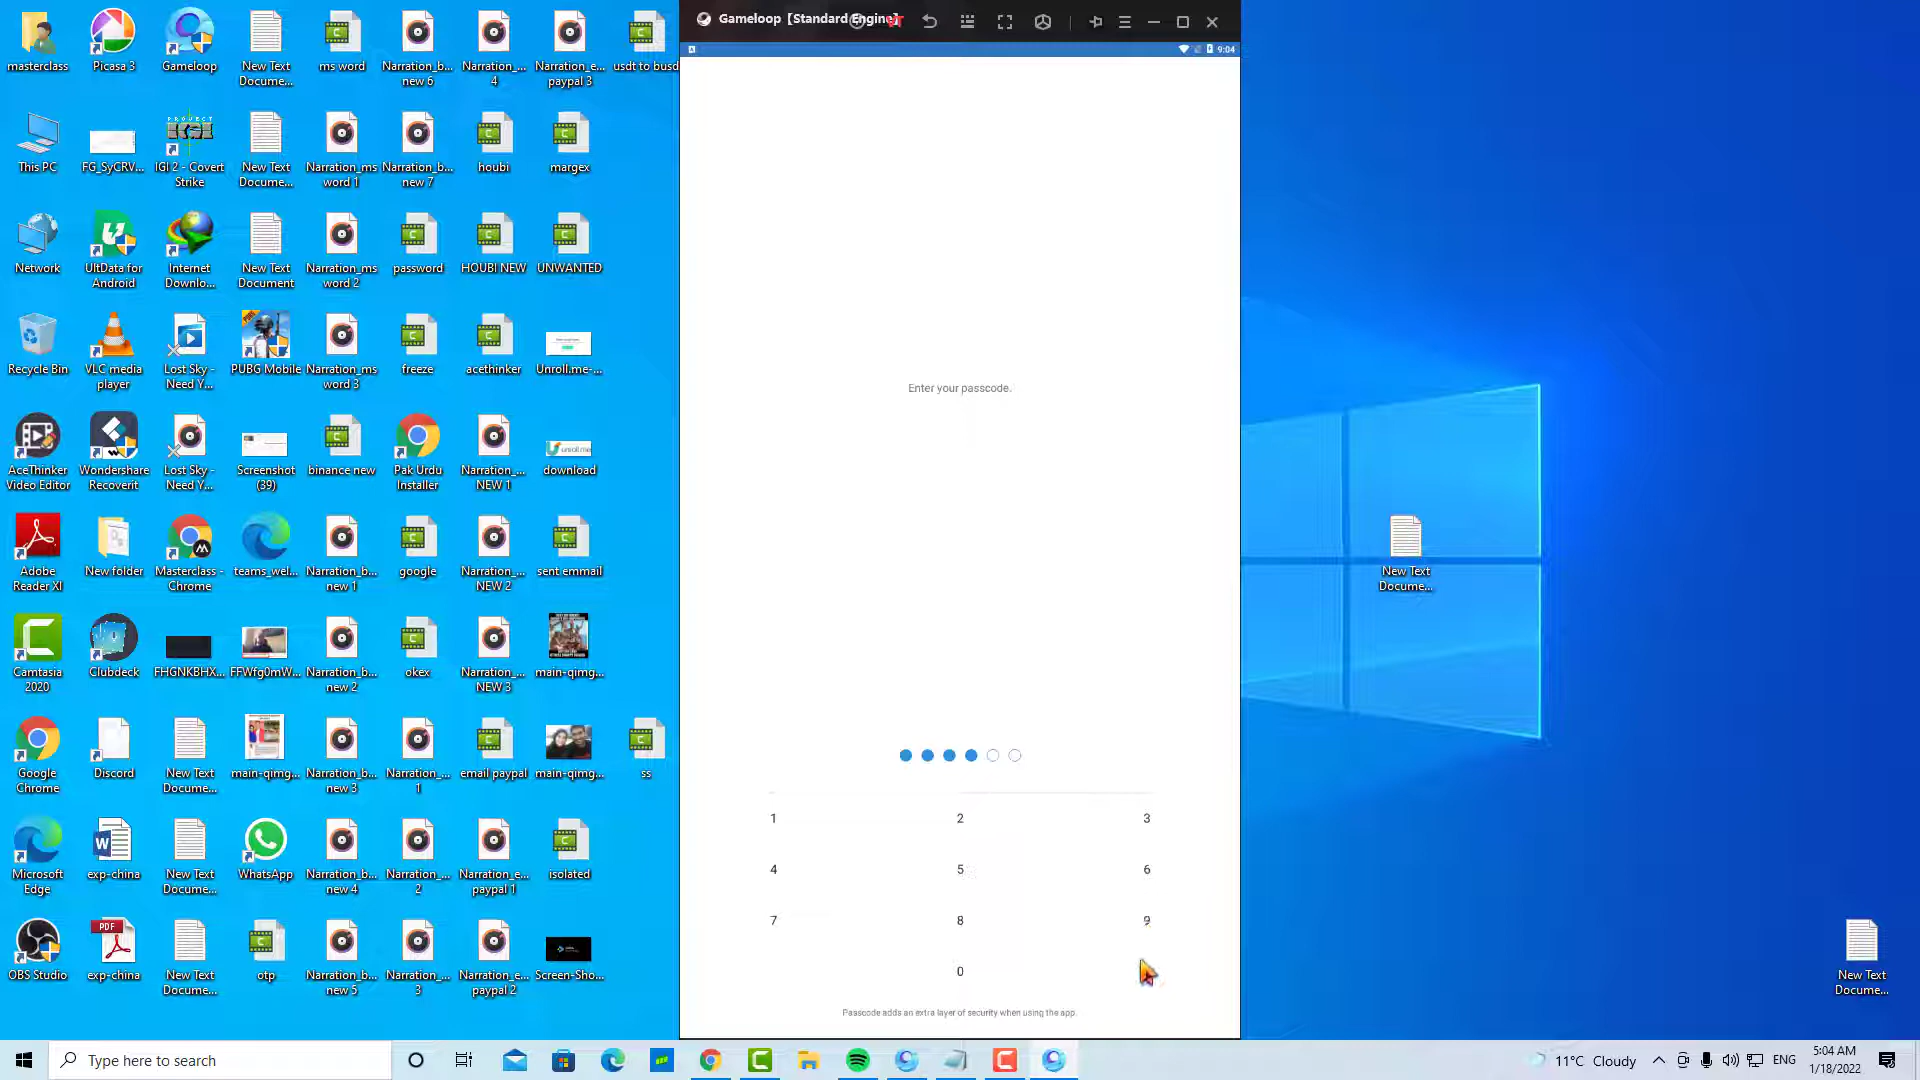 masterclass
Picasa 3
Gameloop
New Text
Docume...
ms word
Narration_b...
new 6
Narration_...
4
Narration_e...
paypal 3
usdt to busd
This PC
FG_SyCRV...
IGI 2 - Covert
Strike
New Text
Docume...
Narration_ms
word 1
Narration_b...
new 7
houbi
margex
Network
UltData for
Android
Internet
Downlo...
New Text
Document
Narration_ms
word 2
password
HOUBI NEW
UNWANTED
Recycle Bin
VLC media
player
Lost Sky -
Need Y...
PUBG Mobile
Narration_ms
word 3
freeze
acethinker
Unroll.me-...
AceThinker
Video Editor
Wondershare
Recoverit
Lost Sky -
Need Y...
Screenshot
(39)
binance new
Pak Urdu
Installer
Narration_...
NEW 1
unroll.me
download
Adobe
Reader XI
New folder
Masterclass -
Chrome
teams_wel...
Narration_b...
new 1
google
Narration_...
NEW 2
sent emmail
Camtasia
2020
Clubdeck
FHGNKBHX...
FFWfg0mW...
Narration_b...
new 2
okex
Narration_...
NEW 3
main-qimg...
Google
Chrome
Discord
New Text
Docume...
main-qimg...
Narration_b...
new 3
Narration_...
1
email paypal
main-qimg...
ss
Microsoft
Edge
exp-china
New Text
Docume...
WhatsApp
Narration_b...
new 4
Narration_...
2
Narration_e...
paypal 1
isolated
OBS Studio
PDF
exp-china
New Text
Docume...
otp
Narration_b...
new 5
Narration_...
3
Narration_e...
paypal 2
Screen-Sho...
Gameloop [Standard Engine]
VT
9:04
Enter your passcode.
1 2 3
4 5 6
7 8 9
0
Passcode adds an extra layer of security when using the app.
New Text
Docume...
New Text
Docume...
Type here to search
11°C Cloudy
ENG
5:04 AM
1/18/2022